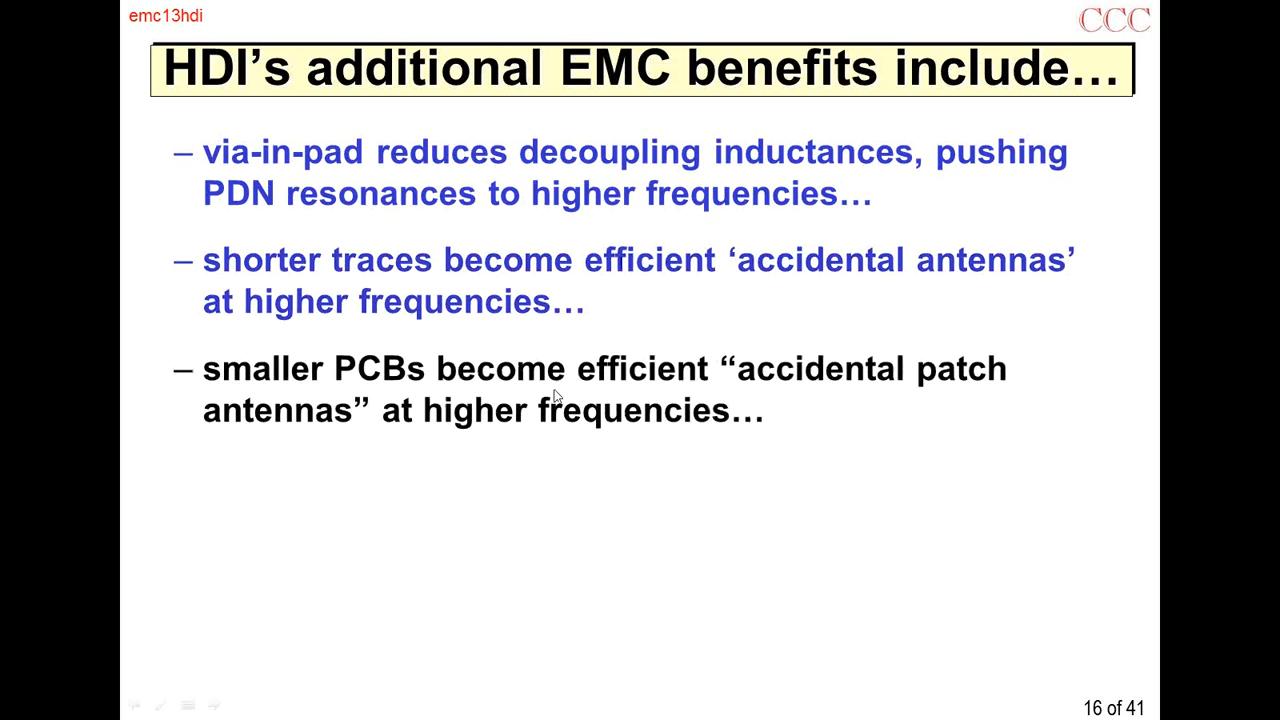 emc13hdi
CCC
HDI’s additional EMC benefits include…
– via-in-pad reduces decoupling inductances, pushing
PDN resonances to higher frequencies…
– shorter traces become efficient ‘accidental antennas’
at higher frequencies…
– smaller PCBs become efficient “accidental patch
antennas” at higher frequencies…
16 of 41